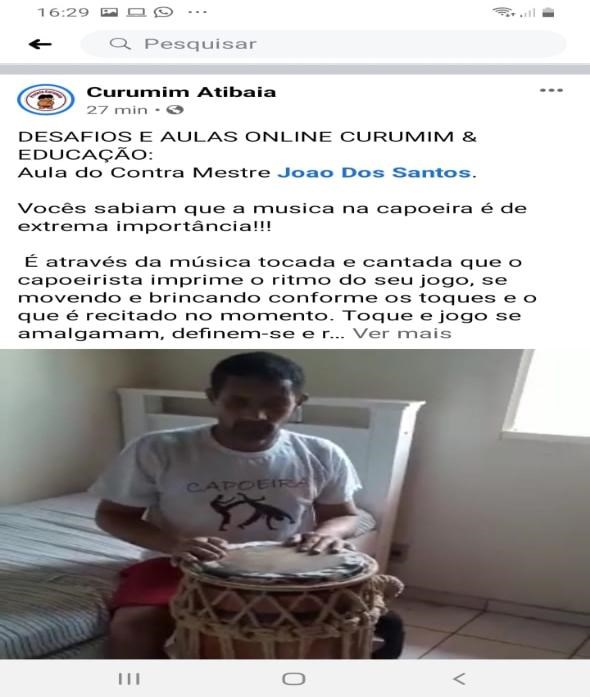 16:29
Pesquisar
Curumim Atibaia
27 min
DESAFIOS E AULAS ONLINE CURUMIM &
EDUCAÇÃO:
Aula do Contra Mestre Joao Dos Santos.
Vocês sabiam que a musica na capoeira é de
extrema importância!!!
É através da música tocada e cantada que o
capoeirista imprime o ritmo do seu jogo, se
movendo e brincando conforme os toques e o
que é recitado no momento. Toque e jogo se
amalgamam, definem-se e r... Ver mais
CAPOEIRA